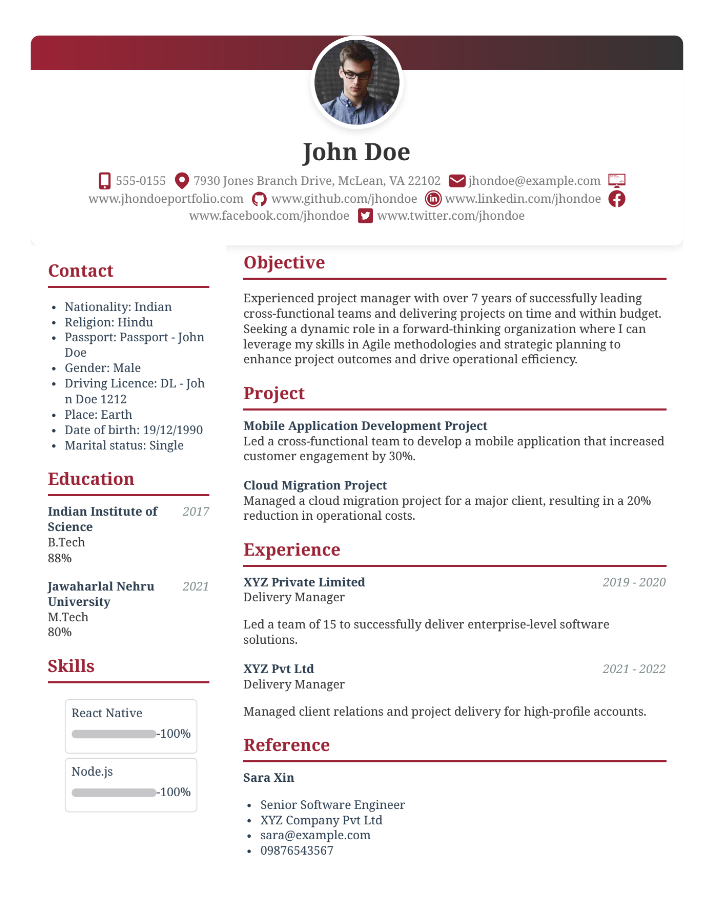 John Doe
555-0155 7930 Jones Branch Drive, McLean, VA 22102 jhondoe@example.com
www.jhondoeportfolio.com www.github.com/jhondoe www.linkedin.com/jhondoe
www.facebook.com/jhondoe www.twitter.com/jhondoe
Contact
• Nationality: Indian
• Religion: Hindu
• Passport: Passport - John
Doe
• Gender: Male
• Driving Licence: DL - Joh
n Doe 1212
• Place: Earth
• Date of birth: 19/12/1990
• Marital status: Single
Education
Indian Institute of 2017
Science
B.Tech
88%
Jawaharlal Nehru 2021
University
M.Tech
80%
Skills
React Native
-100%
Node.js
-100%
Objective
Experienced project manager with over 7 years of successfully leading
cross-functional teams and delivering projects on time and within budget.
Seeking a dynamic role in a forward-thinking organization where I can
leverage my skills in Agile methodologies and strategic planning to
enhance project outcomes and drive operational efficiency.
Project
Mobile Application Development Project
Led a cross-functional team to develop a mobile application that increased
customer engagement by 30%.
Cloud Migration Project
Managed a cloud migration project for a major client, resulting in a 20%
reduction in operational costs.
Experience
XYZ Private Limited 2019 - 2020
Delivery Manager
Led a team of 15 to successfully deliver enterprise-level software
solutions.
XYZ Pvt Ltd 2021 - 2022
Delivery Manager
Managed client relations and project delivery for high-profile accounts.
Reference
Sara Xin
• Senior Software Engineer
• XYZ Company Pvt Ltd
• sara@example.com
• 09876543567